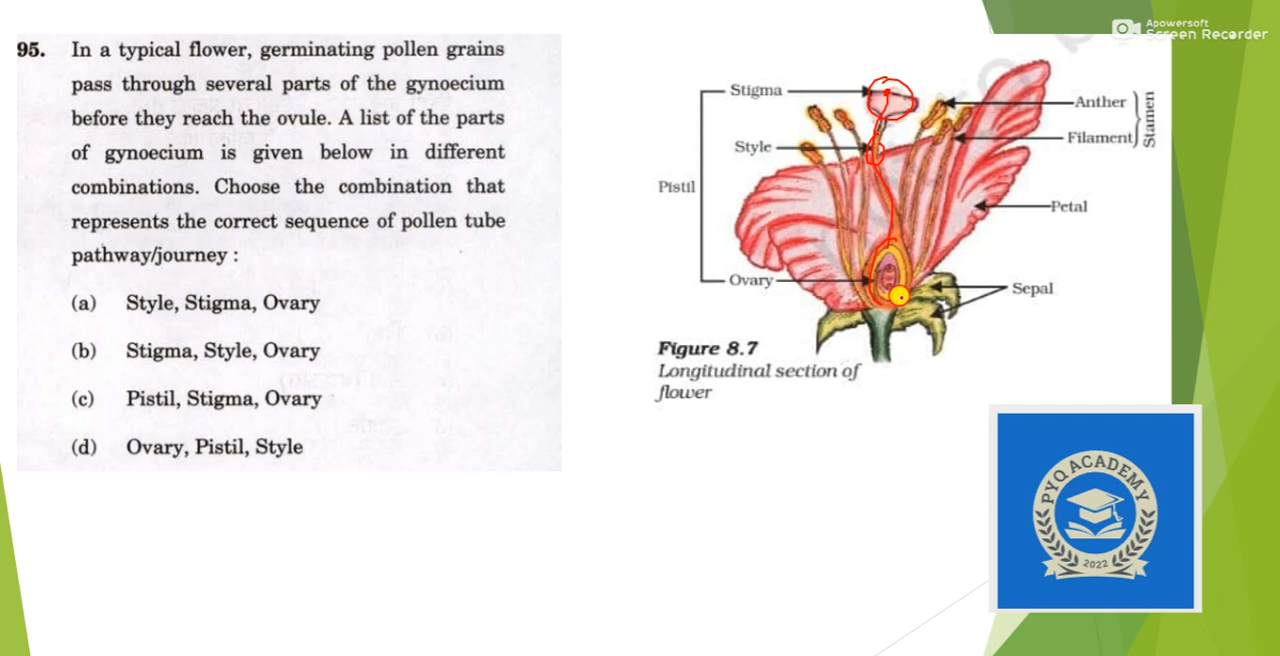 Apowersoft
Screen Recorder
95. In a typical flower, germinating pollen grains
pass through several parts of the gynoecium
before they reach the ovule. A list of the parts
of gynoecium is given below in different
combinations. Choose the combination that
represents the correct sequence of pollen tube
pathway/journey :
(a) Style, Stigma, Ovary
(b) Stigma, Style, Ovary
(c) Pistil, Stigma, Ovary
(d) Ovary, Pistil, Style
Stigma
Style
Pistil
Ovary
Anther
Filament
Stamen
Petal
Sepal
Figure 8.7
Longitudinal section of
flower
PYQ ACADEMY
2022